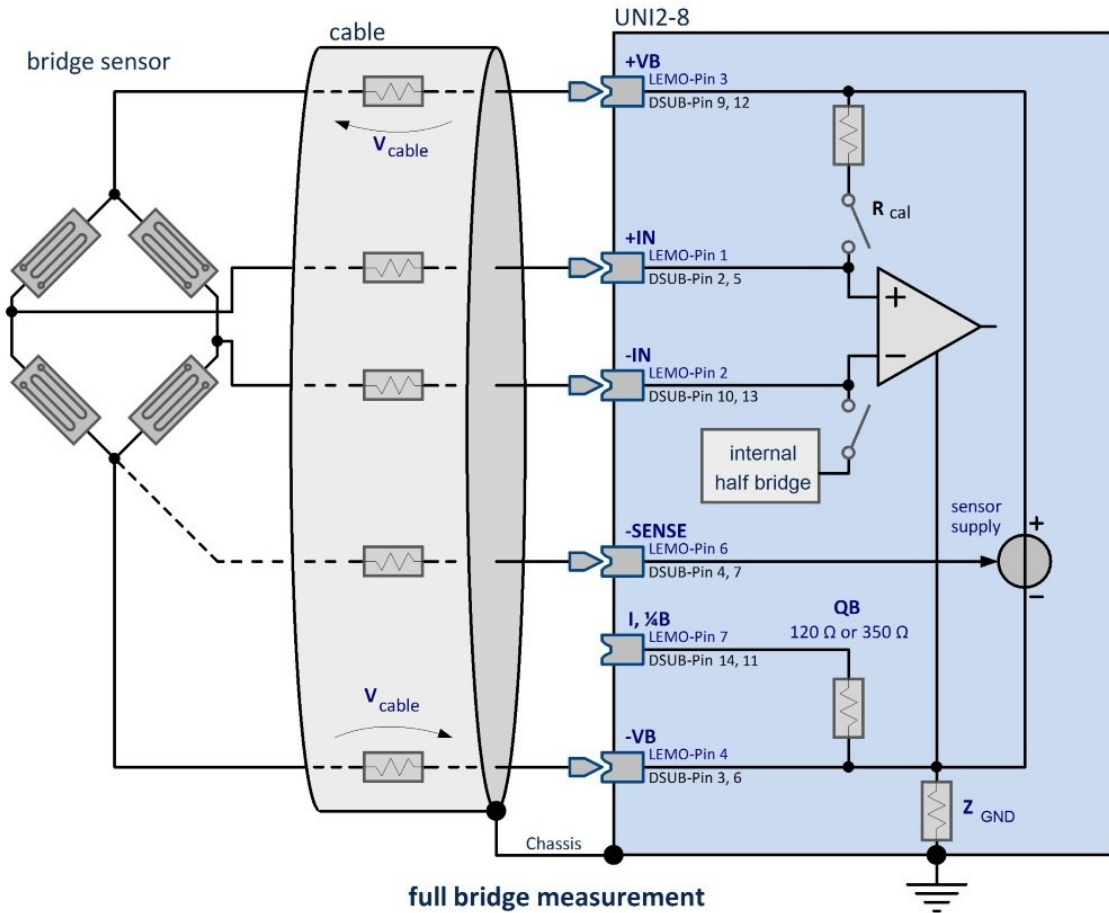 UNI2-8
cable
bridge sensor
+VB
LEMO-Pin 3
DSUB-Pin 9, 12
V cable
R cal
+IN
LEMO-Pin 1
DSUB-Pin 2, 5
+
-IN
LEMO-Pin 2
DSUB-Pin 10, 13
−
internal
half bridge
sensor
supply
+
−
-SENSE
LEMO-Pin 6
DSUB-Pin 4, 7
I, ¼B
LEMO-Pin 7
DSUB-Pin 14, 11
QB
120 Ω or 350 Ω
V cable
-VB
LEMO-Pin 4
DSUB-Pin 3, 6
Z GND
Chassis
full bridge measurement